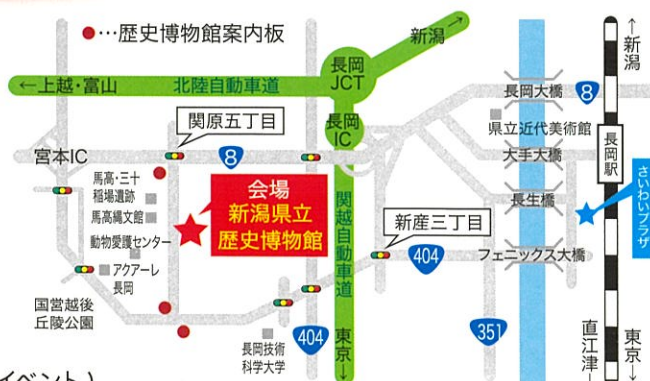 ●…歴史博物館案内板
新潟
↑
新潟
長岡
JCT
←上越・富山
北陸自動車道
長岡大橋
8
関原五丁目
長岡
IC
県立近代美術館
宮本IC
8
大手大橋
長岡駅
馬高・三十
稲場遺跡
馬高縄文館
動物愛護センター
アクアーレ
長岡
会場
新潟県立
歴史博物館
関越自動車道
新産三丁目
長生橋
さいわいプラザ
404
フェニックス大橋
国営越後
丘陵公園
長岡技術
科学大学
404
東京→
351
直江津
東京→
イベント)